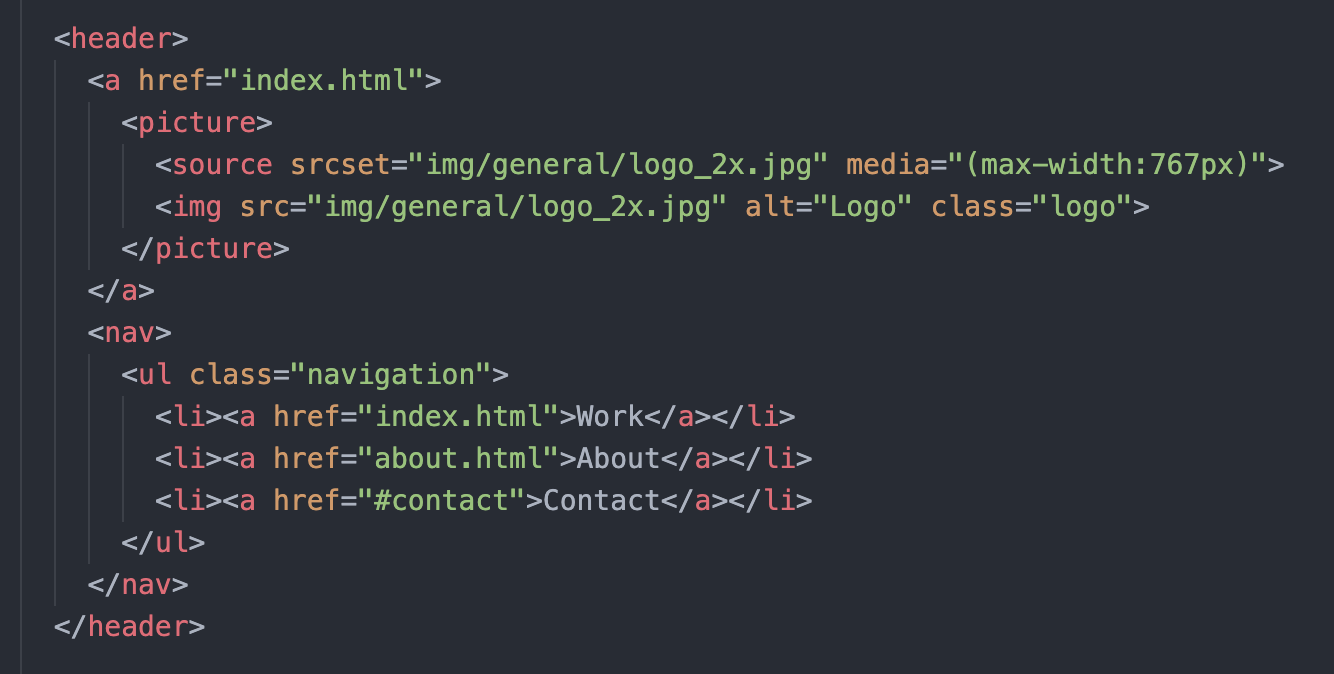 <header>
<a href="index.html">
<picture>
<source srcset="img/general/logo_2x.jpg" media="(max-width:767px)">
<img src="img/general/logo_2x.jpg" alt="Logo" class="logo">
</picture>
</a>
<nav>
<ul class="navigation">
<li><a href="index.html">Work</a></li>
<li><a href="about.html">About</a></li>
<li><a href="#contact">Contact</a></li>
</ul>
</nav>
</header>